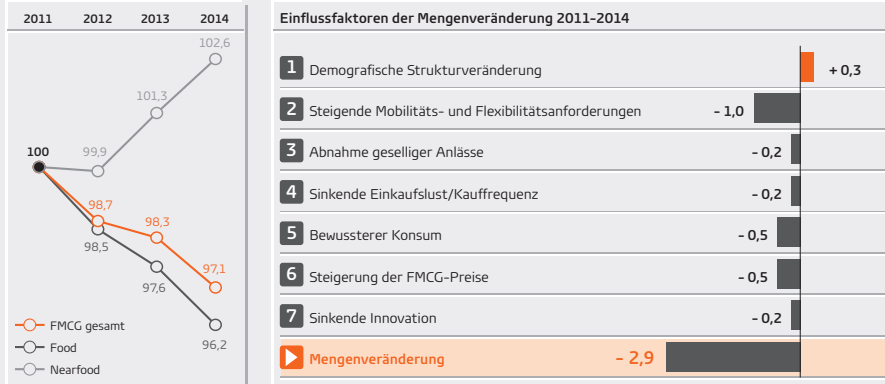 2011 2012 2013 2014
102,6
101,3
100
99,9
98,7
98,3
98,5
97,6
97,1
96,2
FMCG gesamt
Food
Nearfood
Einflussfaktoren der Mengenveränderung 2011–2014
1 Demografische Strukturveränderung + 0,3
2 Steigende Mobilitäts- und Flexibilitätsanforderungen - 1,0
3 Abnahme geselliger Anlässe - 0,2
4 Sinkende Einkaufslust/Kauffrequenz - 0,2
5 Bewussterer Konsum - 0,5
6 Steigerung der FMCG-Preise - 0,5
7 Sinkende Innovation - 0,2
Mengenveränderung - 2,9